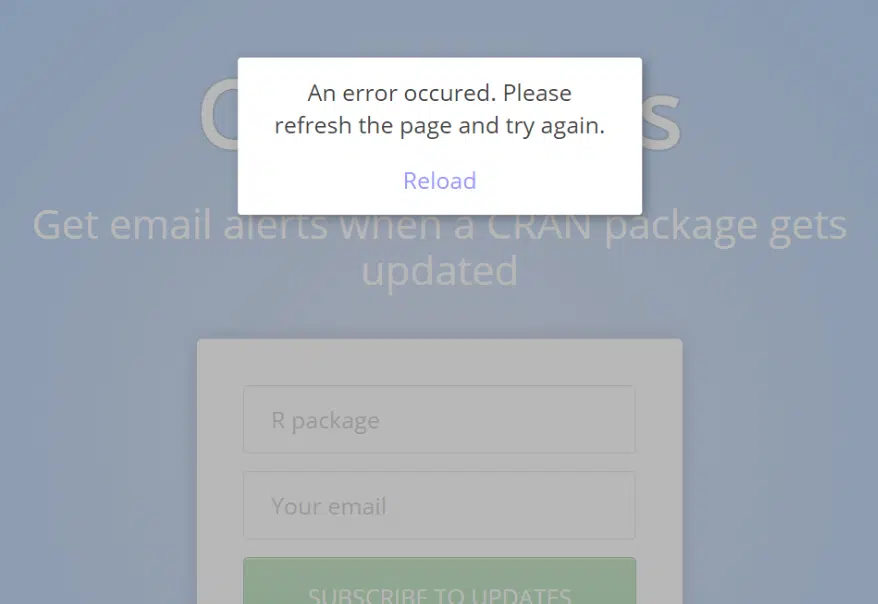 An error occured. Please
refresh the page and try again.
Reload
Get email alerts when a CRAN package gets
updated
R package
Your email
SUBSCRIBE TO UPDATES